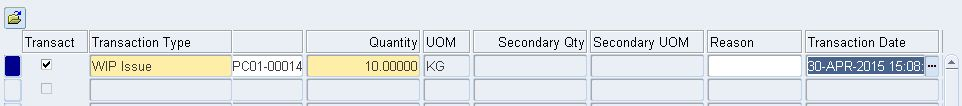 Transact Transaction Type Quantity UOM Secondary Qty Secondary UOM Reason Transaction Date
WIP Issue PC01-00014 10.00000 KG 30-APR-2015 15:08: